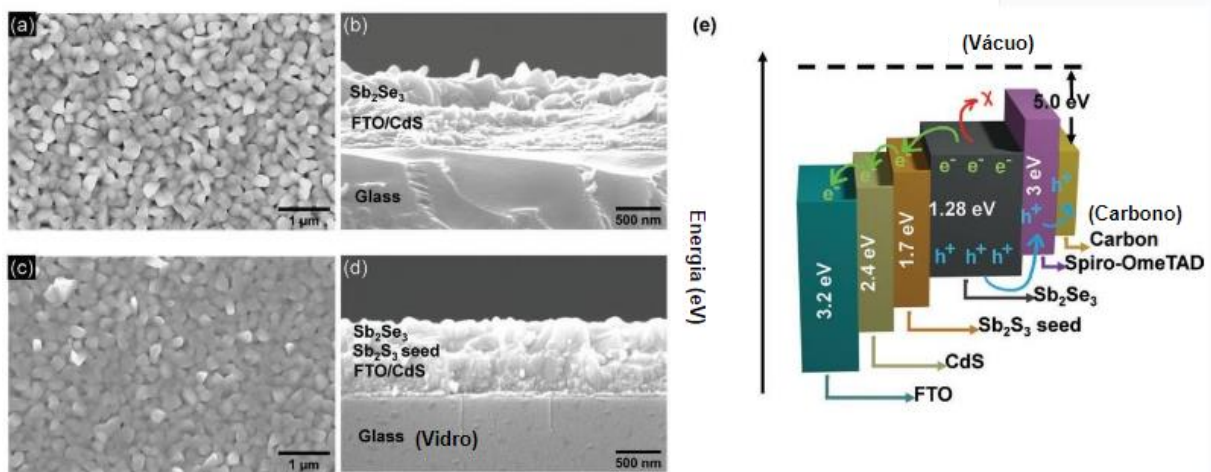 (a)
1 µm
(b)
Sb₂Se₃
FTO/CdS
Glass
500 nm
(c)
1 µm
(d)
Sb₂Se₃
Sb₂S₃ seed
FTO/CdS
Glass (Vidro)
500 nm
(e)
Energia (eV)
(Vácuo)
5.0 eV
X
e⁻
e⁻
e⁻
e⁻ e⁻ e⁻
3.2 eV
2.4 eV
1.7 eV
1.28 eV
3 eV
h⁺ h⁺ h⁺
h⁺
h⁺
(Carbono)
Carbon
Spiro-OmeTAD
Sb₂Se₃
Sb₂S₃ seed
CdS
FTO